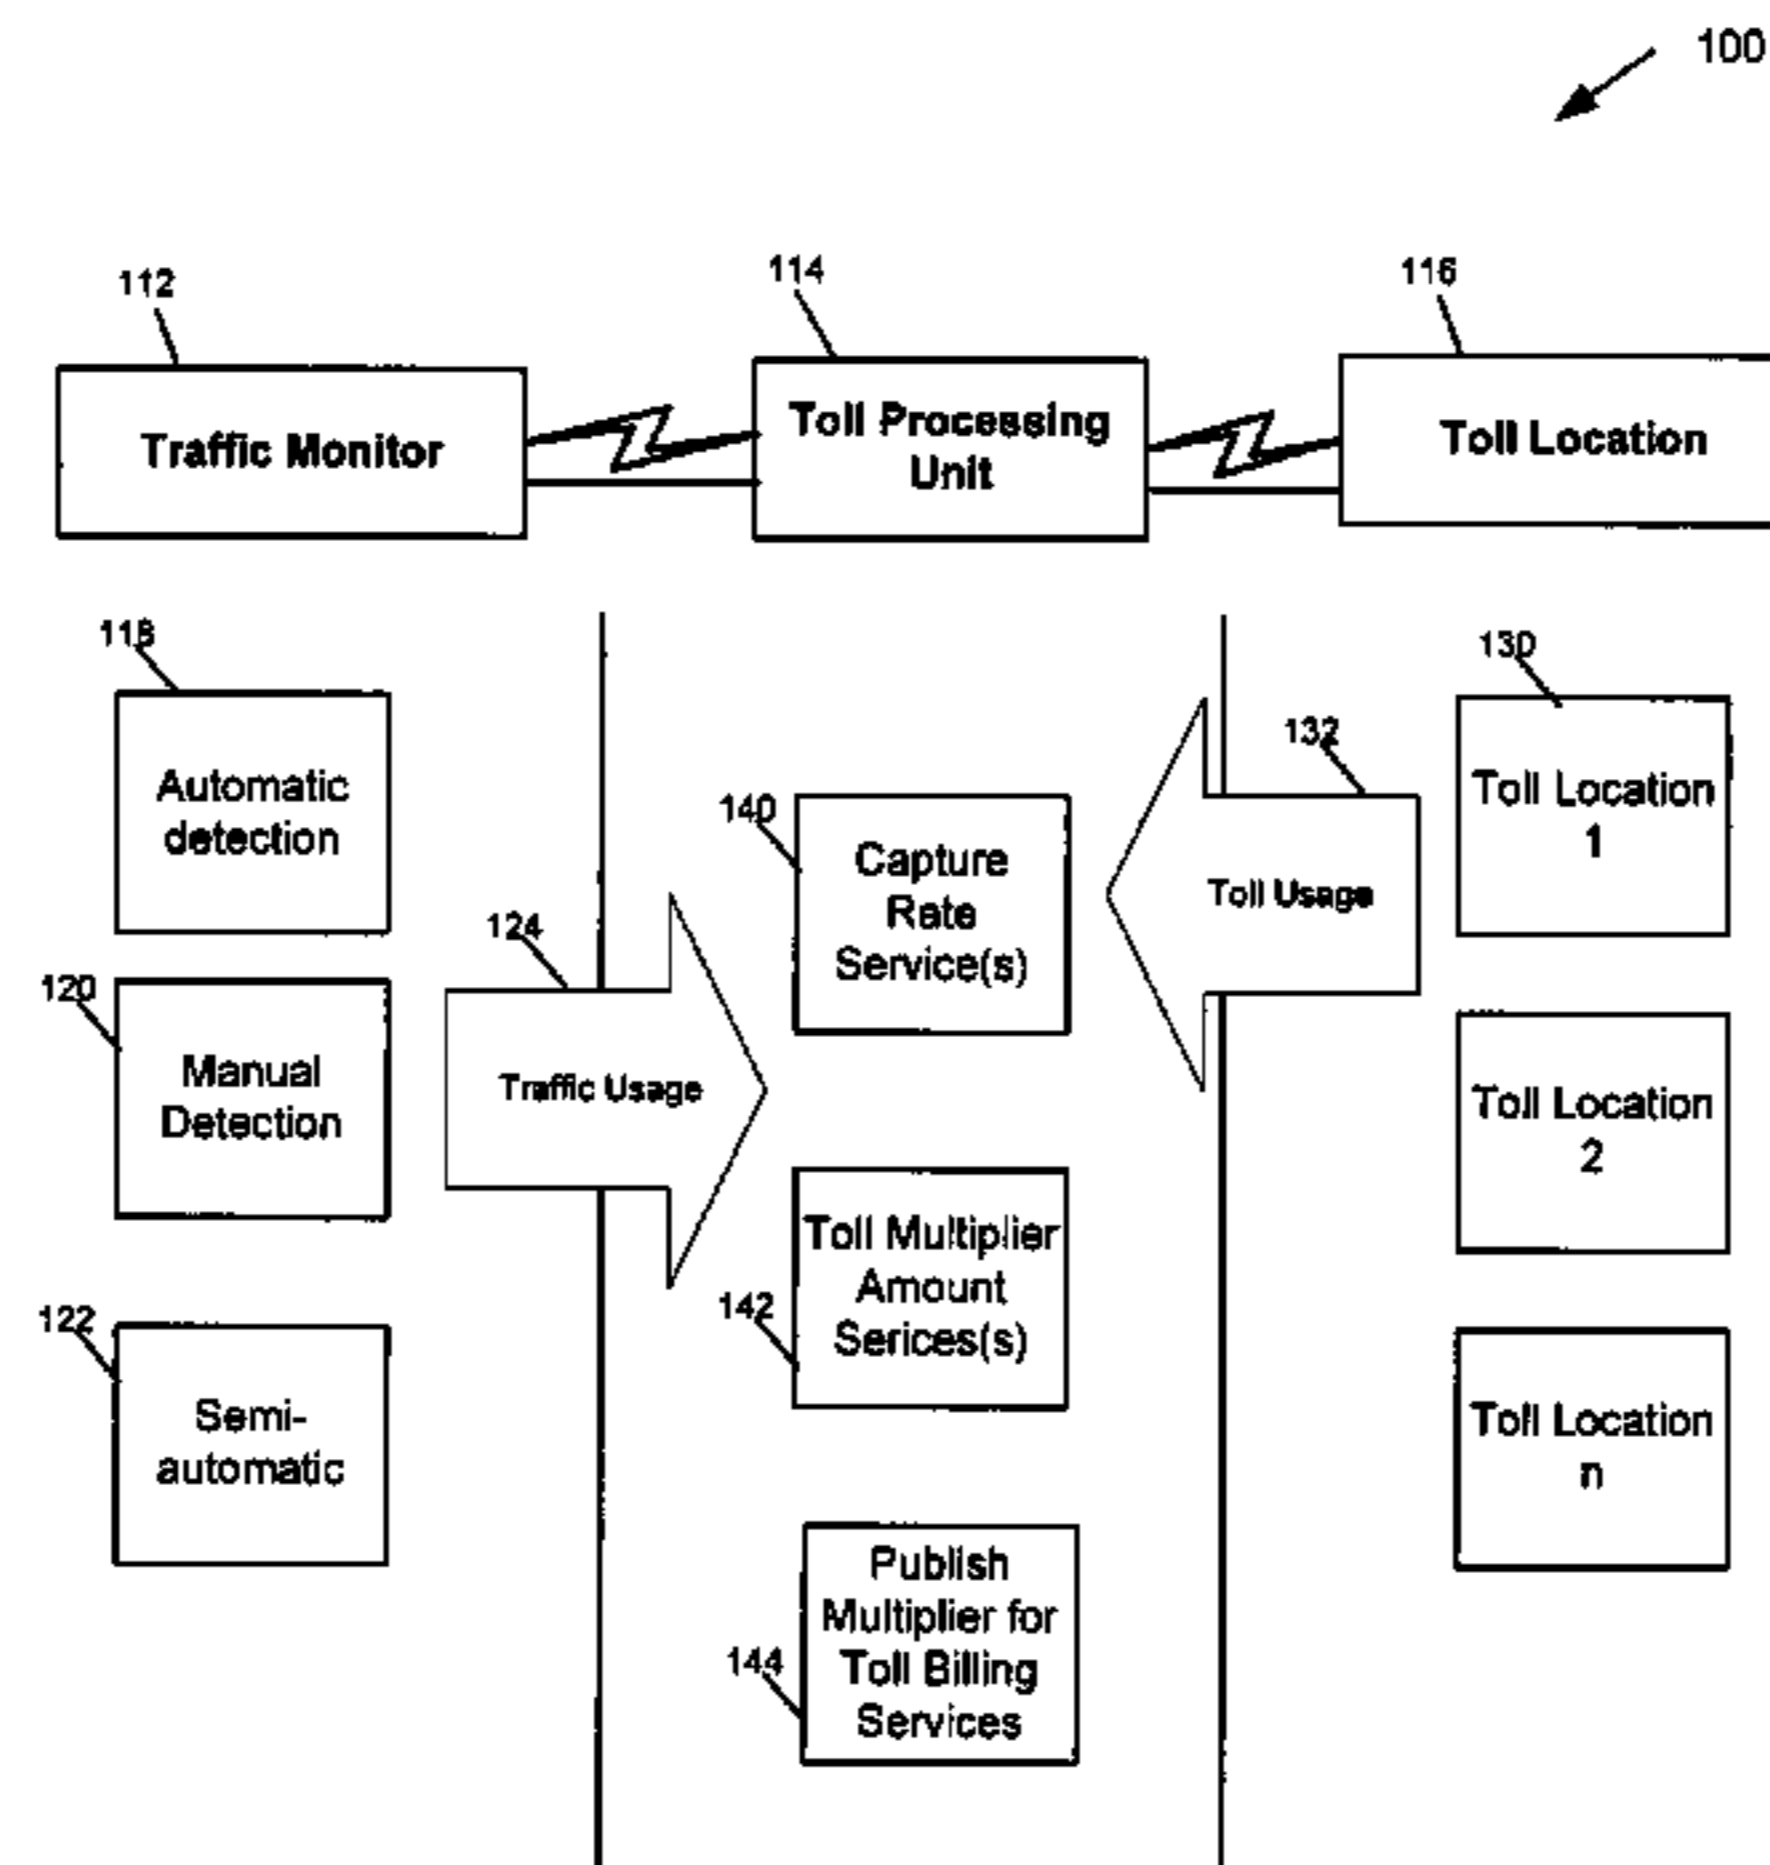 100
112
114
116
Traffic Monitor
Toll Processing
Unit
Toll Location
118
Automatic
detection
120
Manual
Detection
122
Semi-
automatic
124
Traffic Usage
140
Capture
Rate
Service(s)
142
Toll Multiplier
Amount
Serices(s)
144
Publish
Multiplier for
Toll Billing
Services
132
Toll Usage
130
Toll Location
1
Toll Location
2
Toll Location
n